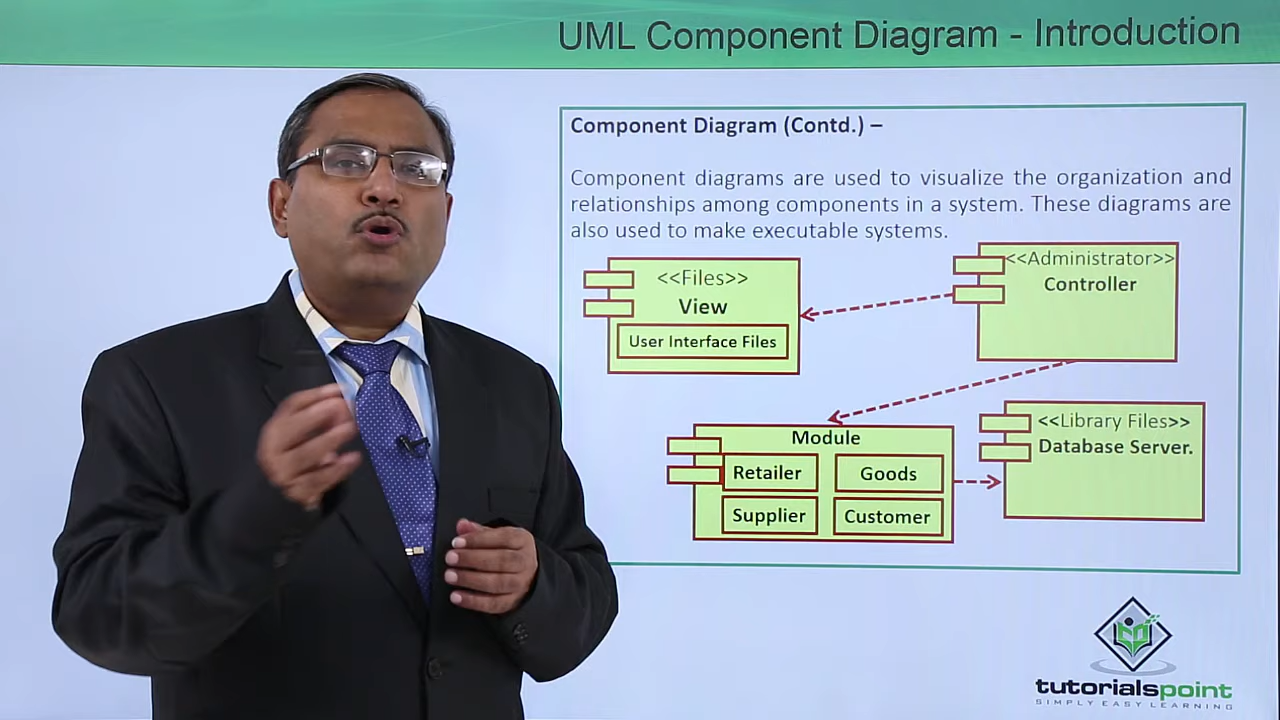 UML Component Diagram - Introduction
Component Diagram (Contd.) –
Component diagrams are used to visualize the organization and
relationships among components in a system. These diagrams are
also used to make executable systems.
<<Files>>
View
User Interface Files
<<Administrator>>
Controller
Module
Retailer
Goods
Supplier
Customer
<<Library Files>>
Database Server.
tutorialspoint
SIMPLY EASY LEARNING